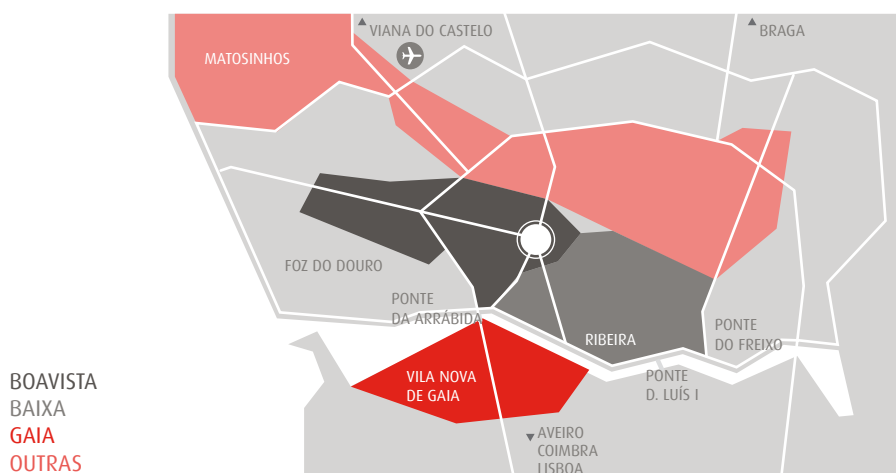 VIANA DO CASTELO
BRAGA
MATOSINHOS
FOZ DO DOURO
PONTE
DA ARRÁBIDA
RIBEIRA
PONTE
DO FREIXO
VILA NOVA
DE GAIA
PONTE
D. LUÍS I
AVEIRO
COIMBRA
LISBOA
BOAVISTA
BAIXA
GAIA
OUTRAS